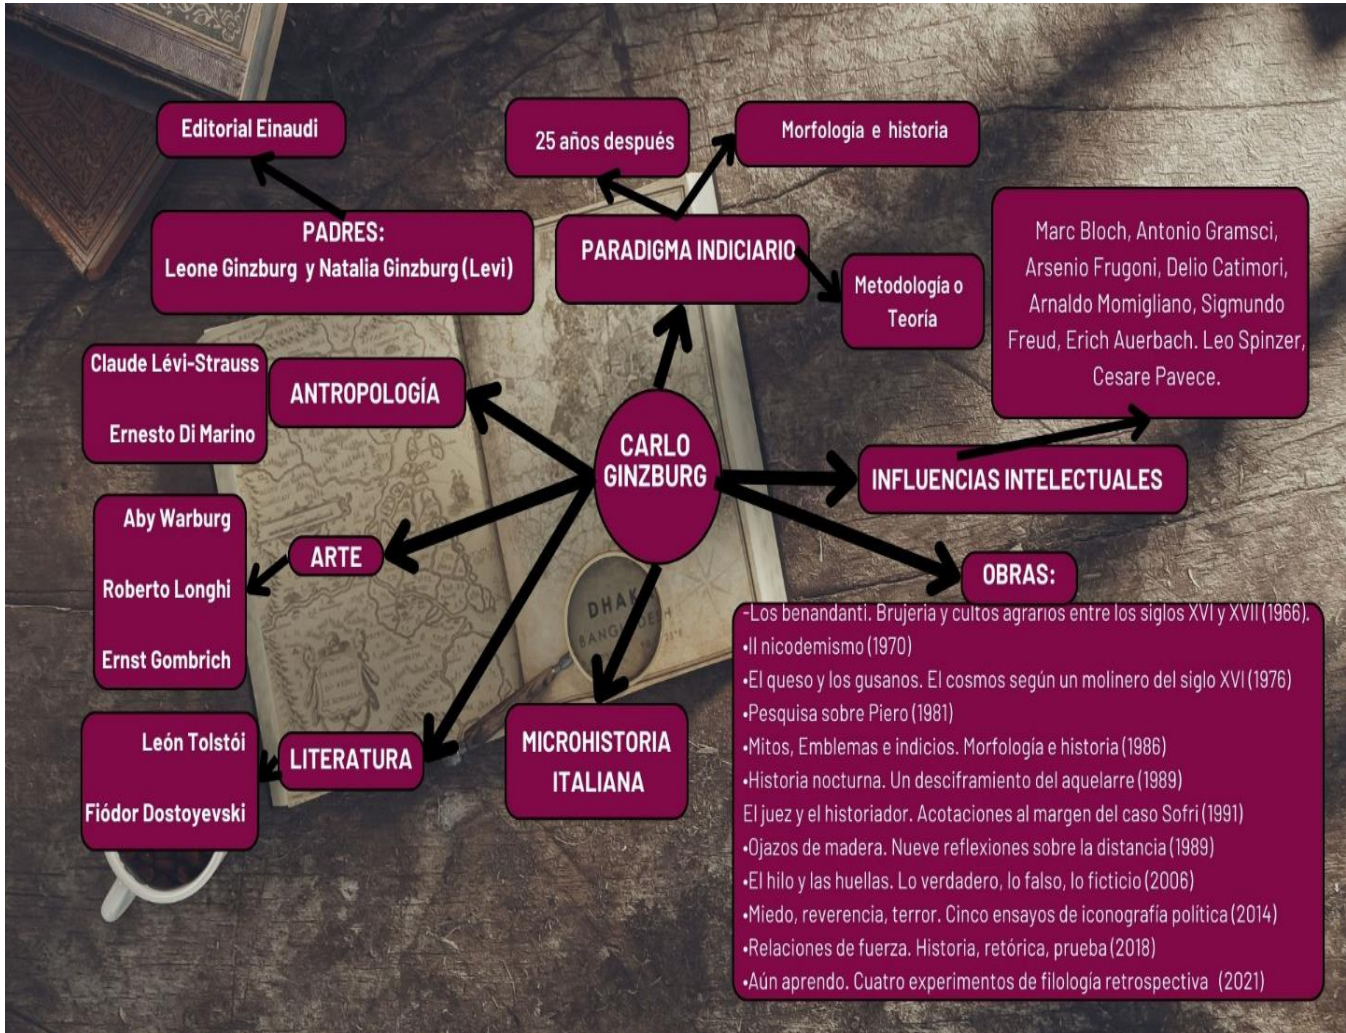 Editorial Einaudi
25 años después
Morfología e historia
PADRES:
Leone Ginzburg y Natalia Ginzburg (Levi)
PARADIGMA INDICIARIO
Metodología o
Teoría
Marc Bloch, Antonio Gramsci,
Arsenio Frugoni, Delio Catimori,
Arnaldo Momigliano, Sigmundo
Freud, Erich Auerbach. Leo Spinzer,
Cesare Pavece.
Claude Lévi-Strauss
Ernesto Di Marino
ANTROPOLOGÍA
CARLO
GINZBURG
INFLUENCIAS INTELECTUALES
Aby Warburg
Roberto Longhi
Ernst Gombrich
ARTE
DHAK
BANGLADESH
OBRAS:
-Los benandanti. Brujeria y cultos agrarios entre los siglos XVI y XVII (1966).
•Il nicodemismo (1970)
•El queso y los gusanos. El cosmos según un molinero del siglo XVI (1976)
•Pesquisa sobre Piero (1981)
•Mitos, Emblemas e indicios. Morfología e historia (1986)
•Historia nocturna. Un desciframiento del aquelarre (1989)
El juez y el historiador. Acotaciones al margen del caso Sofri (1991)
•Ojazos de madera. Nueve reflexiones sobre la distancia (1989)
•El hilo y las huellas. Lo verdadero, lo falso, lo ficticio (2006)
•Miedo, reverencia, terror. Cinco ensayos de iconografía política (2014)
•Relaciones de fuerza. Historia, retórica, prueba (2018)
•Aún aprendo. Cuatro experimentos de filología retrospectiva (2021)
León Tolstói
Fiódor Dostoyevski
LITERATURA
MICROHISTORIA
ITALIANA